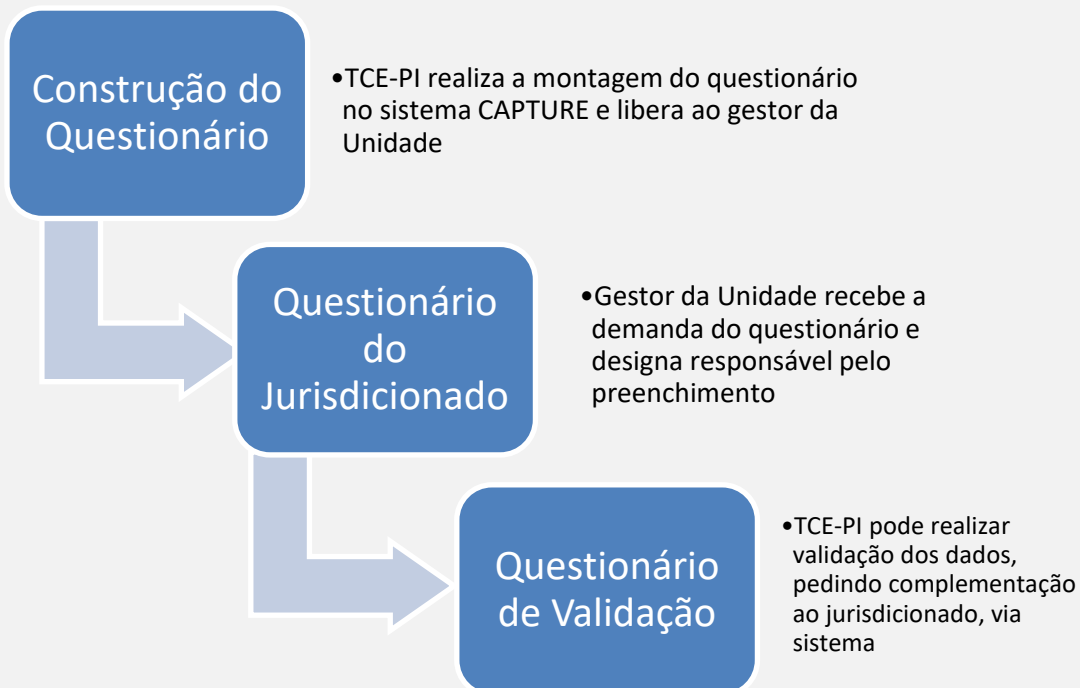 Construção do
Questionário
•TCE-PI realiza a montagem do questionário
no sistema CAPTURE e libera ao gestor da
Unidade
Questionário
do
Jurisdicionado
•Gestor da Unidade recebe a
demanda do questionário e
designa responsável pelo
preenchimento
Questionário
de Validação
•TCE-PI pode realizar
validação dos dados,
pedindo complementação
ao jurisdicionado, via
sistema